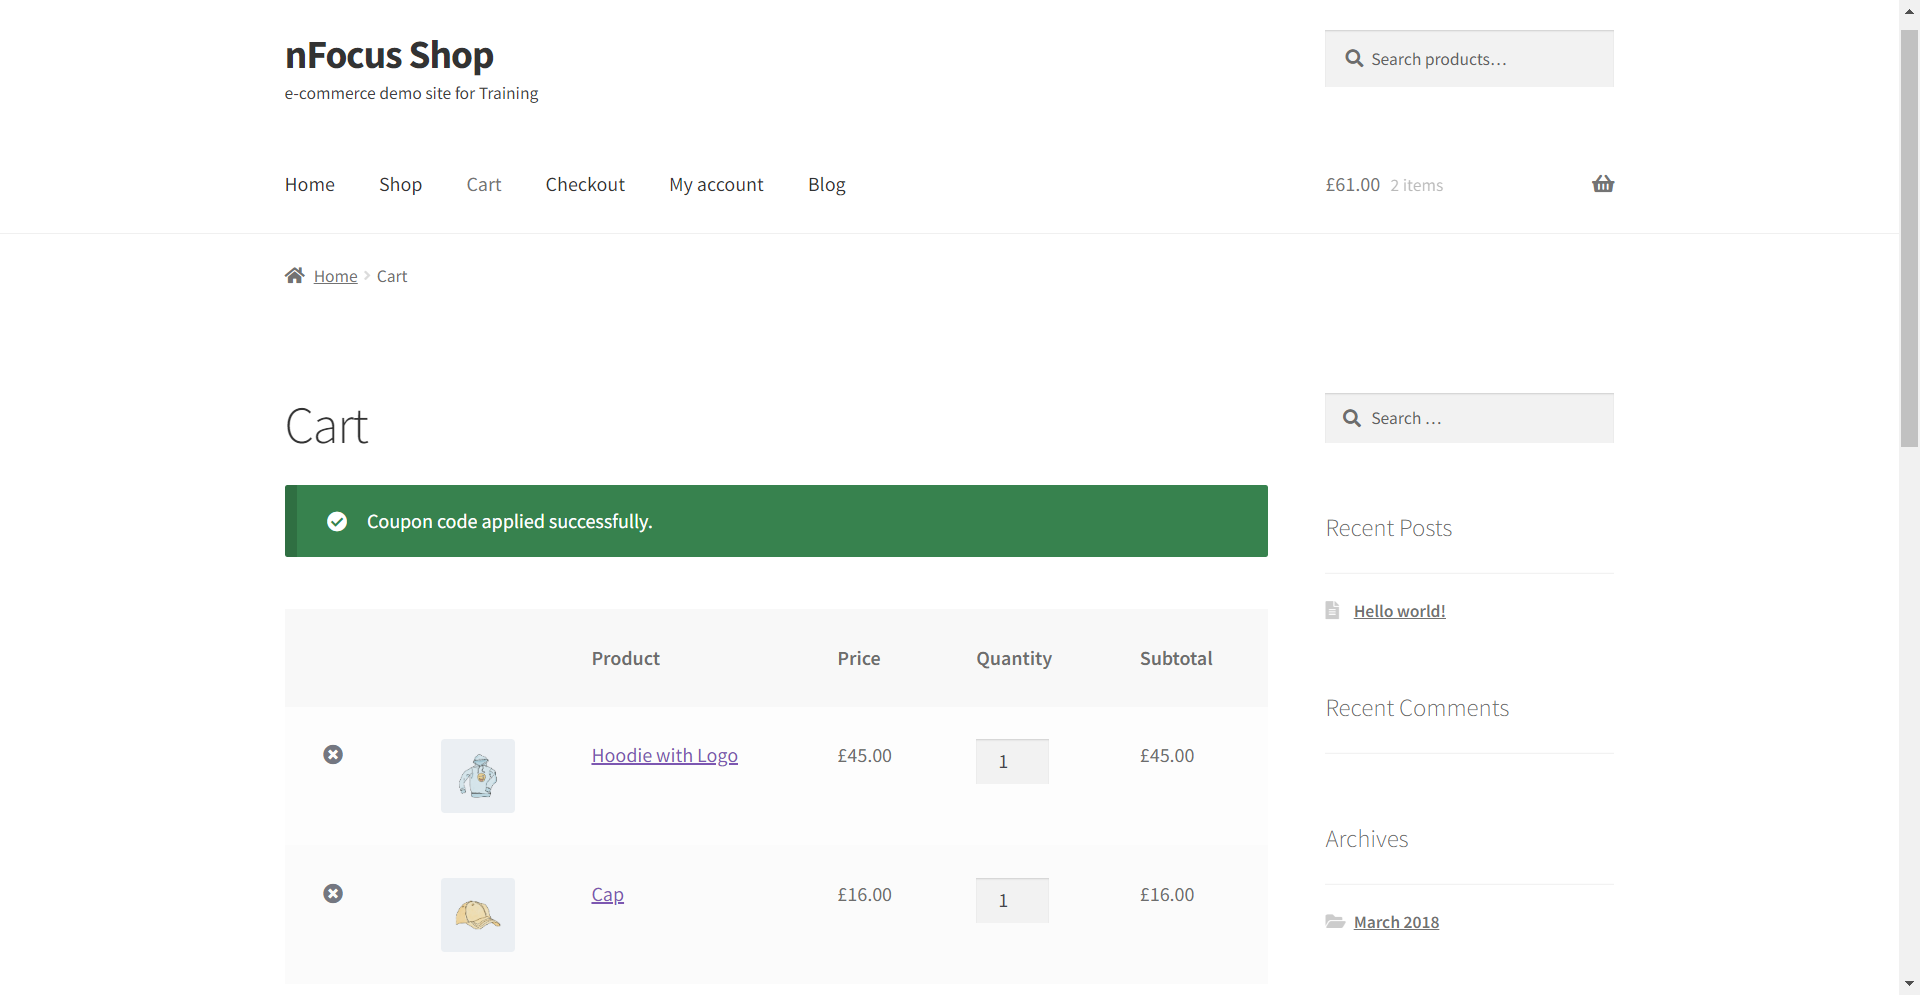 nFocus Shop
e-commerce demo site for Training
Search products…
Home Shop Cart Checkout My account Blog
£61.00 2 items
Home Cart
Cart
Coupon code applied successfully.
Product Price Quantity Subtotal
Hoodie with Logo £45.00 1 £45.00
Cap £16.00 1 £16.00
Search …
Recent Posts
Hello world!
Recent Comments
Archives
March 2018